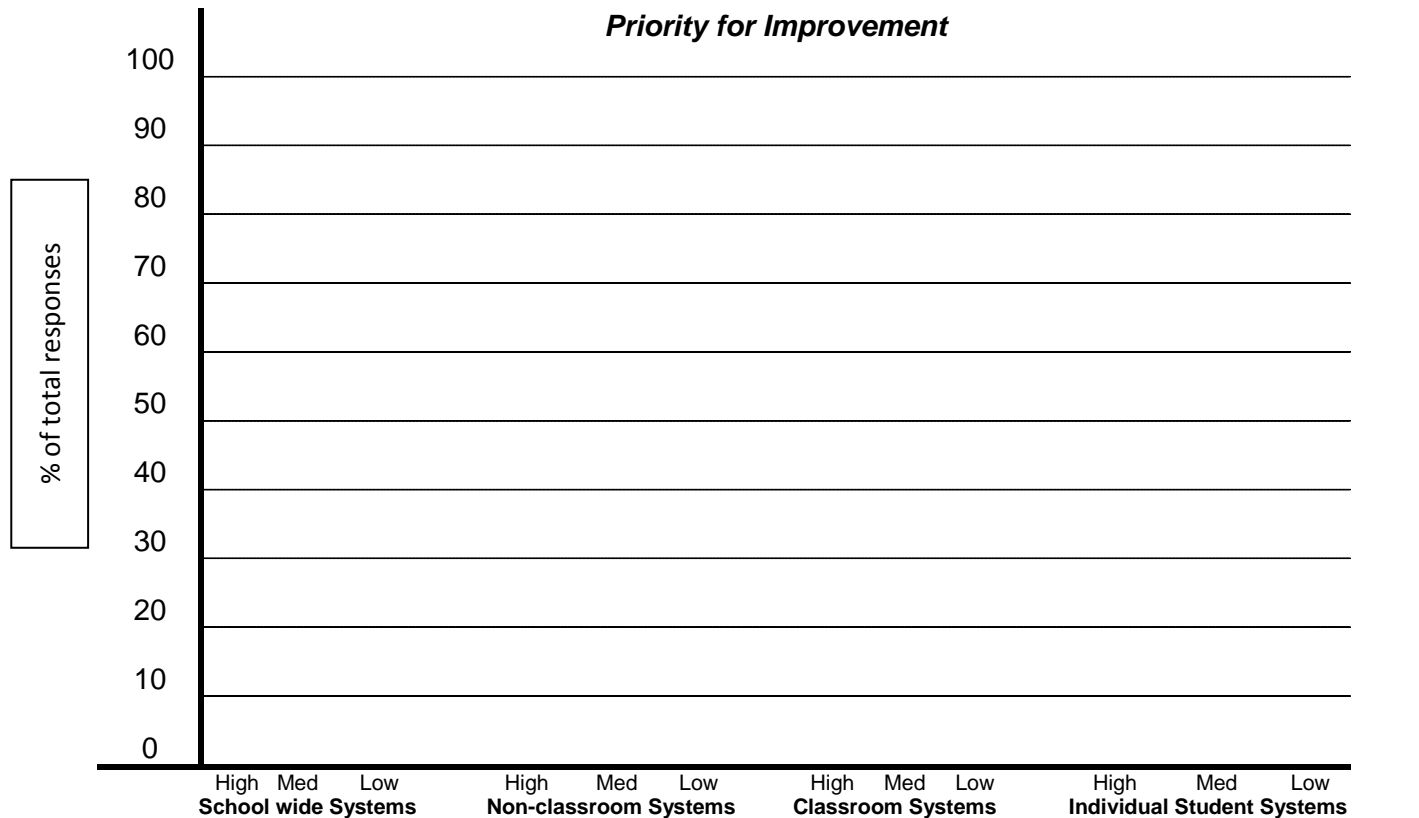 Priority for Improvement
100
90
80
70
60
50
40
30
20
10
0
% of total responses
High Med Low High Med Low High Med Low High Med Low
School wide Systems Non-classroom Systems Classroom Systems Individual Student Systems